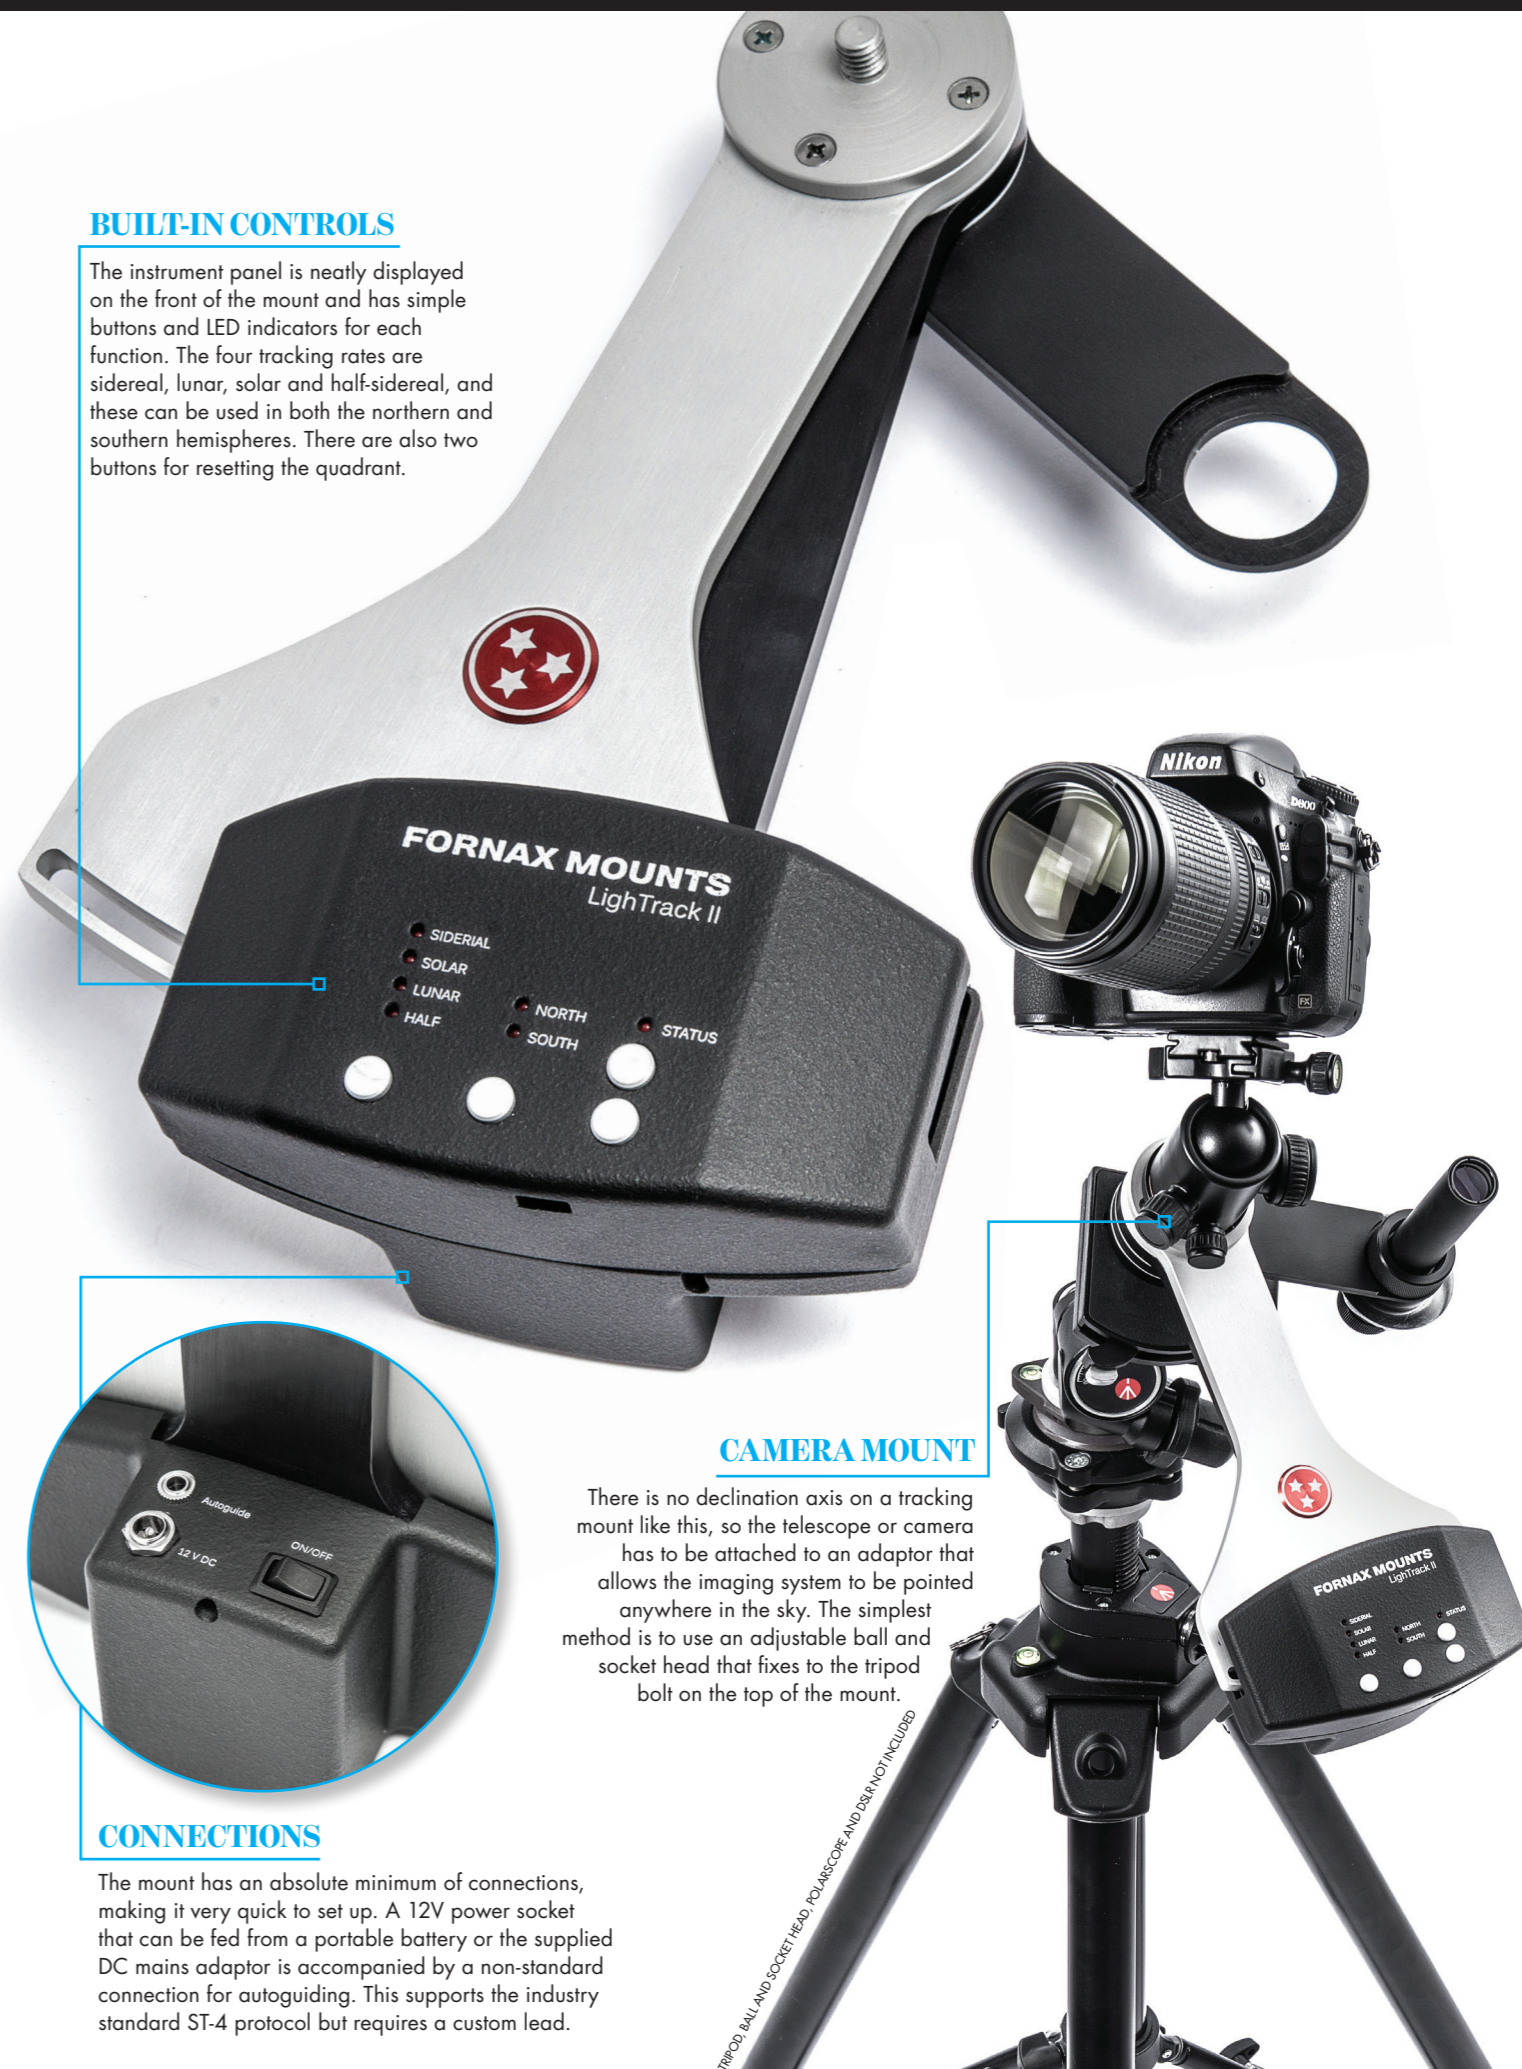 BUILT-IN CONTROLS
The instrument panel is neatly displayed
on the front of the mount and has simple
buttons and LED indicators for each
function. The four tracking rates are
sidereal, lunar, solar and half-sidereal, and
these can be used in both the northern and
southern hemispheres. There are also two
buttons for resetting the quadrant.
FORNAX MOUNTS
LighTrack II
SIDERIAL
SOLAR
LUNAR
HALF
NORTH
SOUTH
STATUS
Nikon
D800
FX
Autoguide
12 V DC
ON/OFF
CAMERA MOUNT
There is no declination axis on a tracking
mount like this, so the telescope or camera
has to be attached to an adaptor that
allows the imaging system to be pointed
anywhere in the sky. The simplest
method is to use an adjustable ball and
socket head that fixes to the tripod
bolt on the top of the mount.
FORNAX MOUNTS
LighTrack II
SIDERIAL
SOLAR
LUNAR
HALF
NORTH
SOUTH
STATUS
TRIPOD, BALL AND SOCKET HEAD, POLARSCOPE AND DSLR NOT INCLUDED
CONNECTIONS
The mount has an absolute minimum of connections,
making it very quick to set up. A 12V power socket
that can be fed from a portable battery or the supplied
DC mains adaptor is accompanied by a non-standard
connection for autoguiding. This supports the industry
standard ST-4 protocol but requires a custom lead.